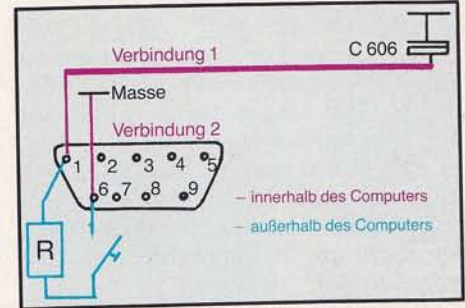 Verbindung 1
C 606
Masse
Verbindung 2
1 2 3 4 5
6 7 8 9
– innerhalb des Computers
– außerhalb des Computers
R